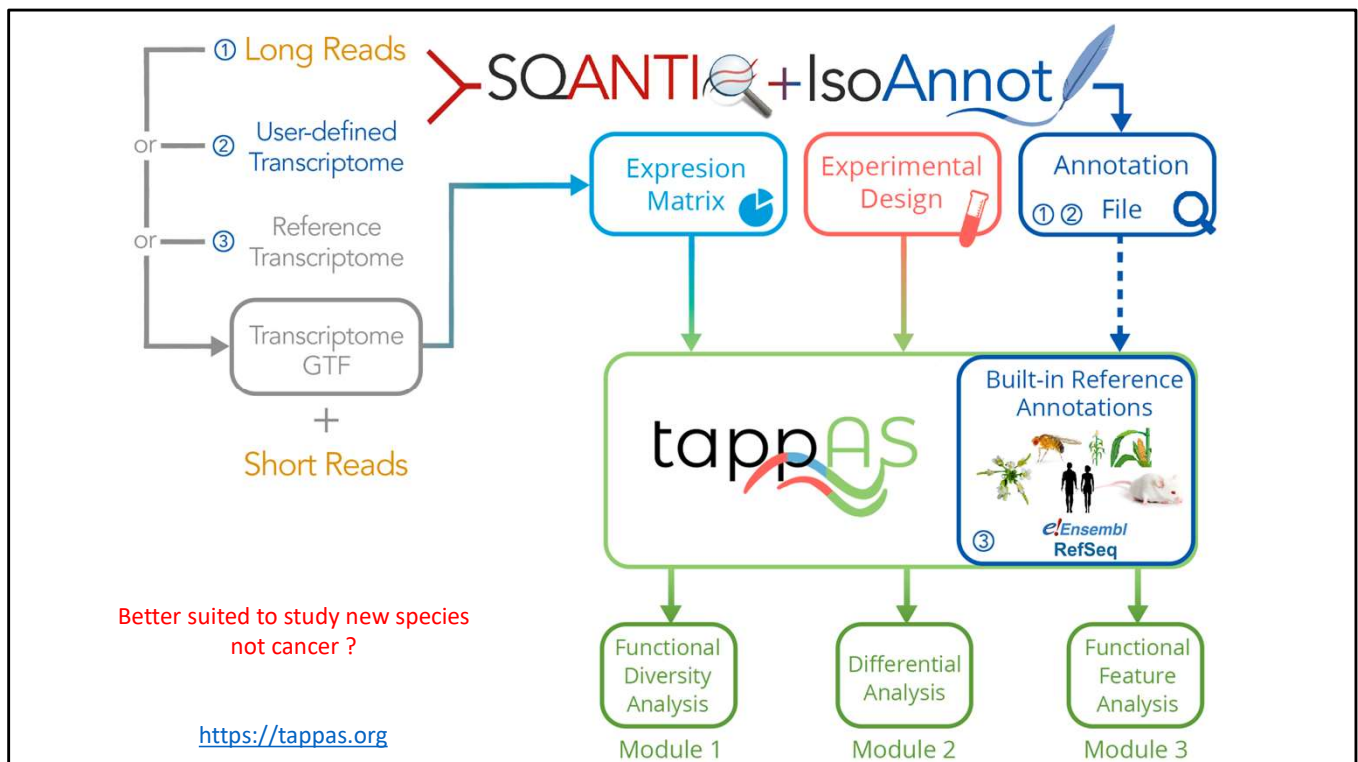 ① Long Reads
or
② User-defined
Transcriptome
or
③ Reference
Transcriptome
Transcriptome
GTF
+
Short Reads
SQANTI
+IsoAnnot
Expresion
Matrix
Experimental
Design
Annotation
① ② File
tappAS
Built-in Reference
Annotations
③
e!Ensembl
RefSeq
Better suited to study new species
not cancer ?
https://tappas.org
Functional
Diversity
Analysis
Module 1
Differential
Analysis
Module 2
Functional
Feature
Analysis
Module 3